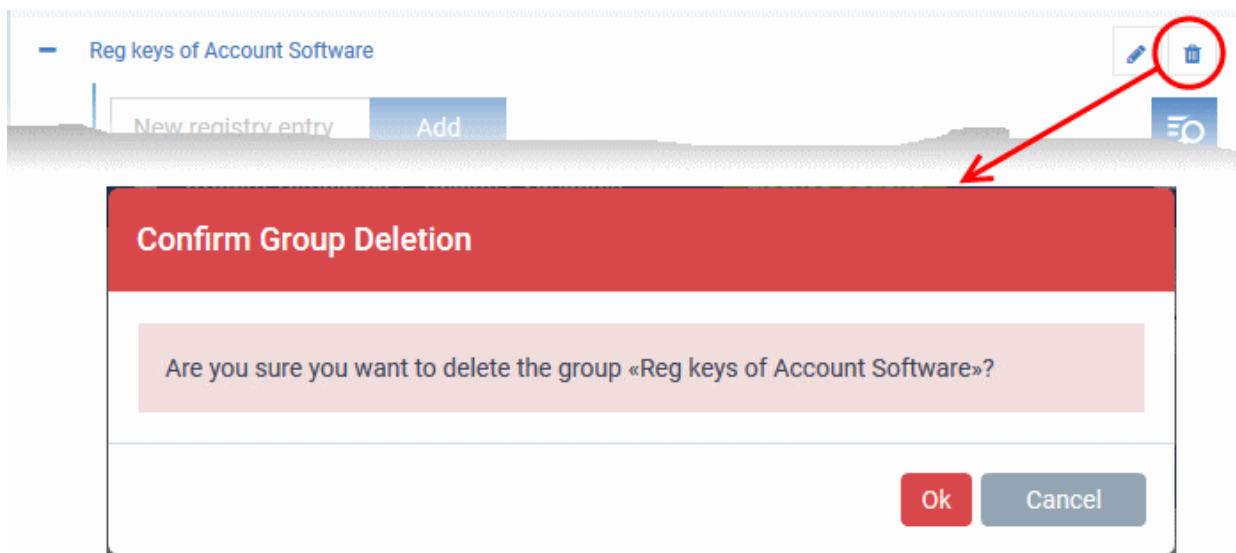 Reg keys of Account Software
New registry entry Add
Confirm Group Deletion
Are you sure you want to delete the group «Reg keys of Account Software»?
Ok Cancel